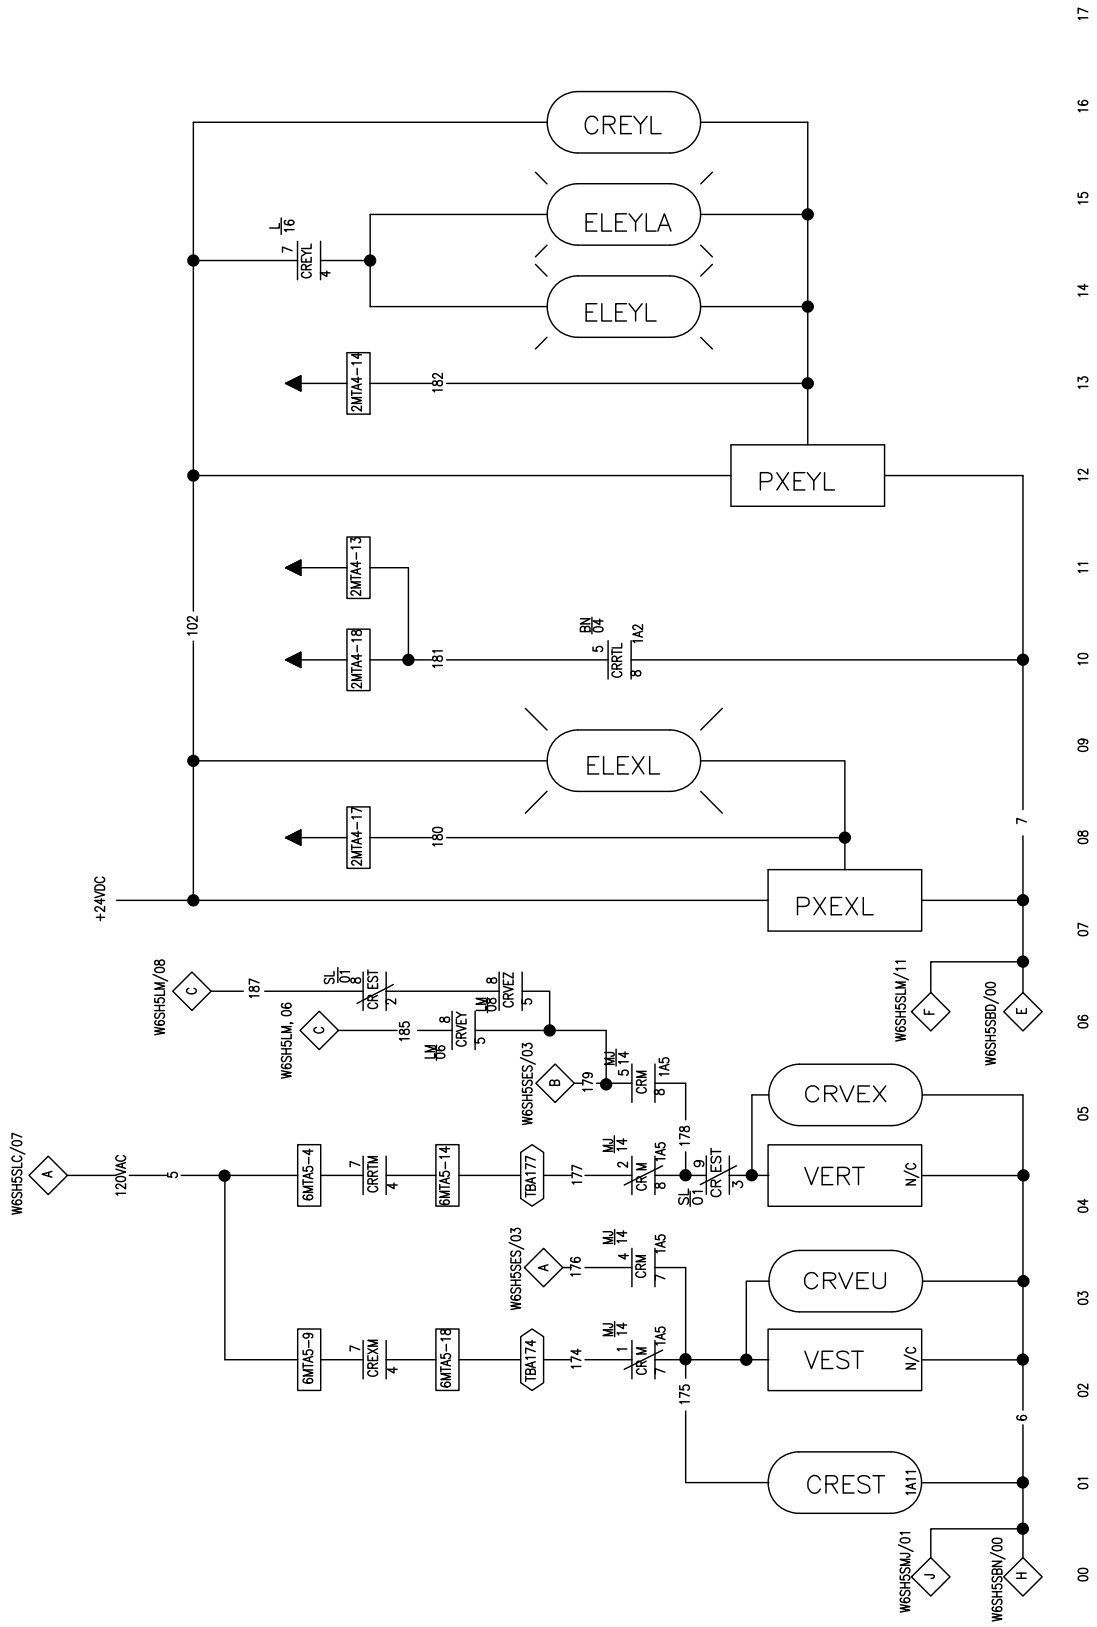 17
16
15
14
13
12
11
10
09
08
07
06
05
04
03
02
01
00
CREYL
ELEYLA
L
16
7
CREYL
4
ELEYL
2MTA4-14
182
PXEYL
2MTA4-13
102
2MTA4-18
181
BN
04
5
CRRTL
8
1A2
ELEXL
2MTA4-17
180
7
+24VDC
PXEXL
W6SH5LM/08
C
187
SL
01
8
CREST
2
LM
08
8
CRVEZ
5
W6SH5LM, 06
C
185
LM
06
8
CRVEY
5
W6SH5SLM/11
F
W6SH5SBD/00
E
W6SH5SES/03
B
179
MJ
14
5
CRM
8
1A5
178
CRVEX
W6SH5SLC/07
A
120VAC
5
6MTA5-4
7
CRRTM
4
6MTA5-14
TBA177
177
MJ
14
2
CRM
8
1A5
SL
01
9
CREST
3
VERT
N/C
W6SH5SES/03
A
176
MJ
14
4
CRM
7
1A5
CRVEU
6MTA5-9
7
CREXM
4
6MTA5-18
TBA174
174
MJ
14
1
CRM
7
1A5
175
VEST
N/C
6
CREST
1A11
W6SH5SMJ/01
J
W6SH5SBN/00
H